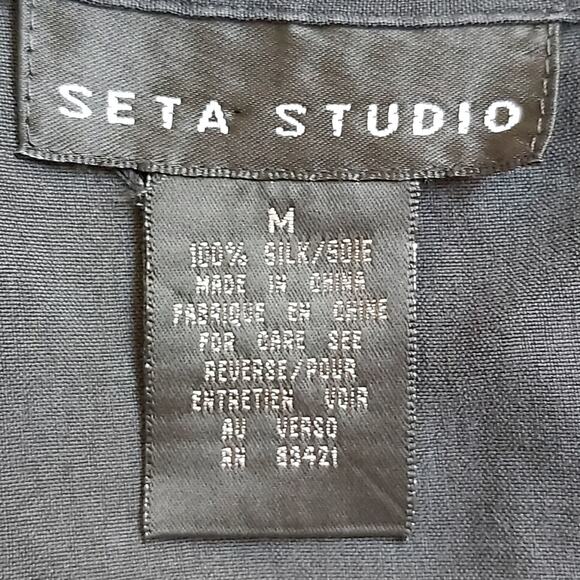 SETA STUDIO
M
100% SILK/SOIE
MADE IN CHINA
FABRIQUE EN CHINE
FOR CARE SEE
REVERSE/POUR
ENTRETIEN VOIR
AU VERSO
RN